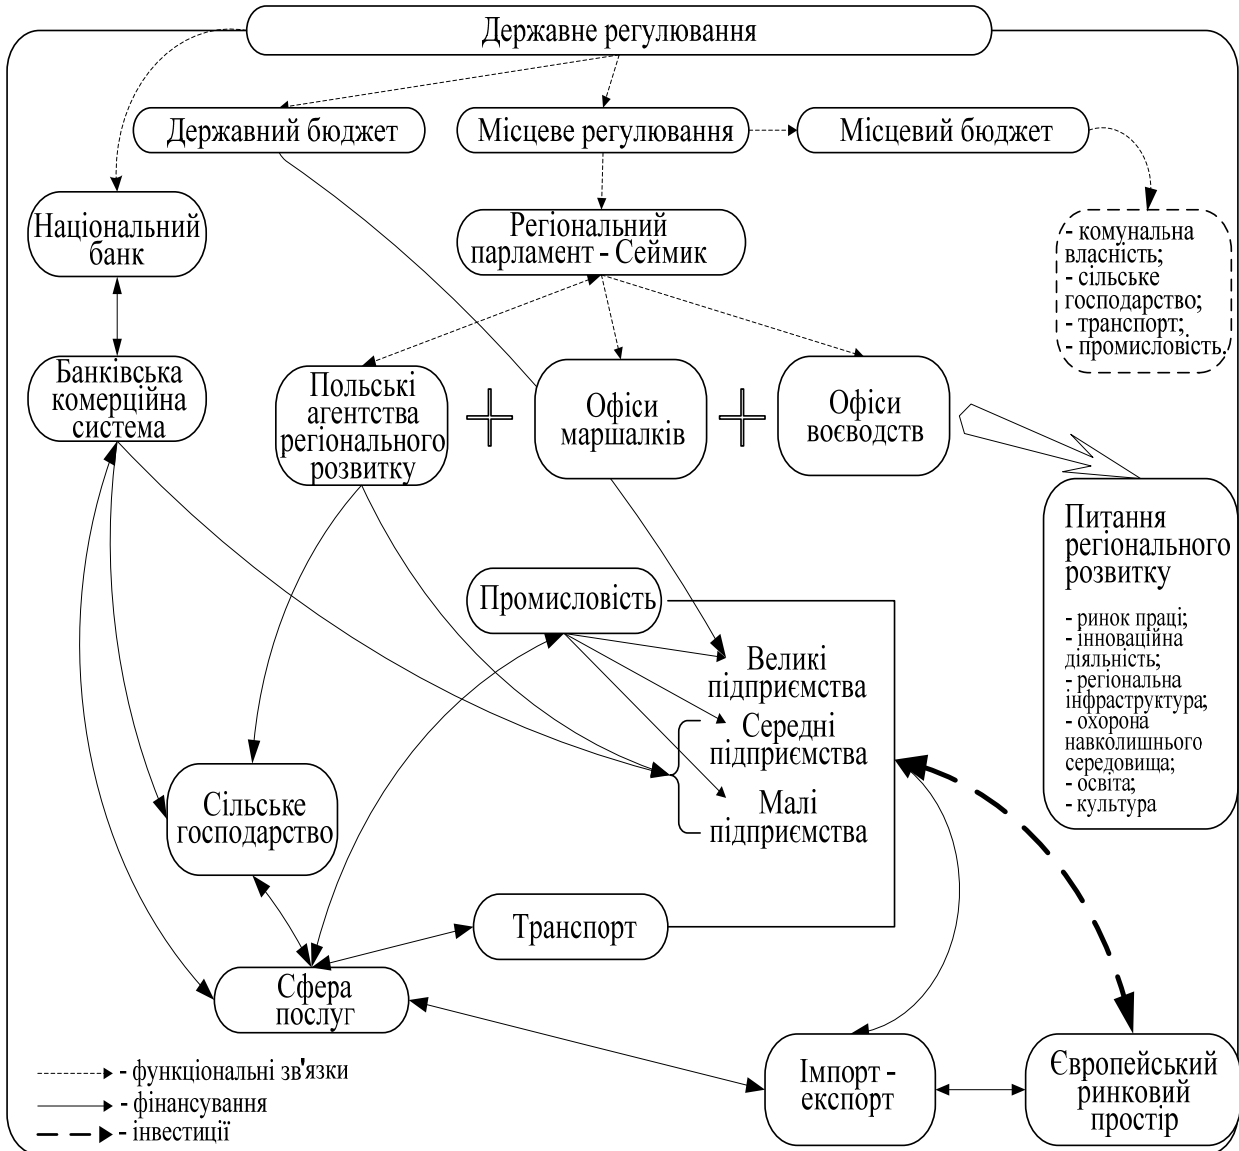 Державне регулювання
Державний бюджет
Місцеве регулювання
Місцевий бюджет
Національний
банк
Регіональний
парламент - Сеймик
- комунальна
власність;
- сільське
господарство;
- транспорт;
- промисловість.
Банківська
комерційна
система
Польські
агентства
регіонального
розвитку
Офіси
маршалків
Офіси
воєводств
Питання
регіонального
розвитку
- ринок праці;
- інноваційна
діяльність;
- регіональна
інфраструктура;
- охорона
навколишнього
середовища;
- освіта;
- культура
Промисловість
Великі
підприємства
Середні
підприємства
Малі
підприємства
Сільське
господарство
Транспорт
Сфера
послуг
Імпорт -
експорт
Європейський
ринковий
простір
- функціональні зв'язки
- фінансування
- інвестиції